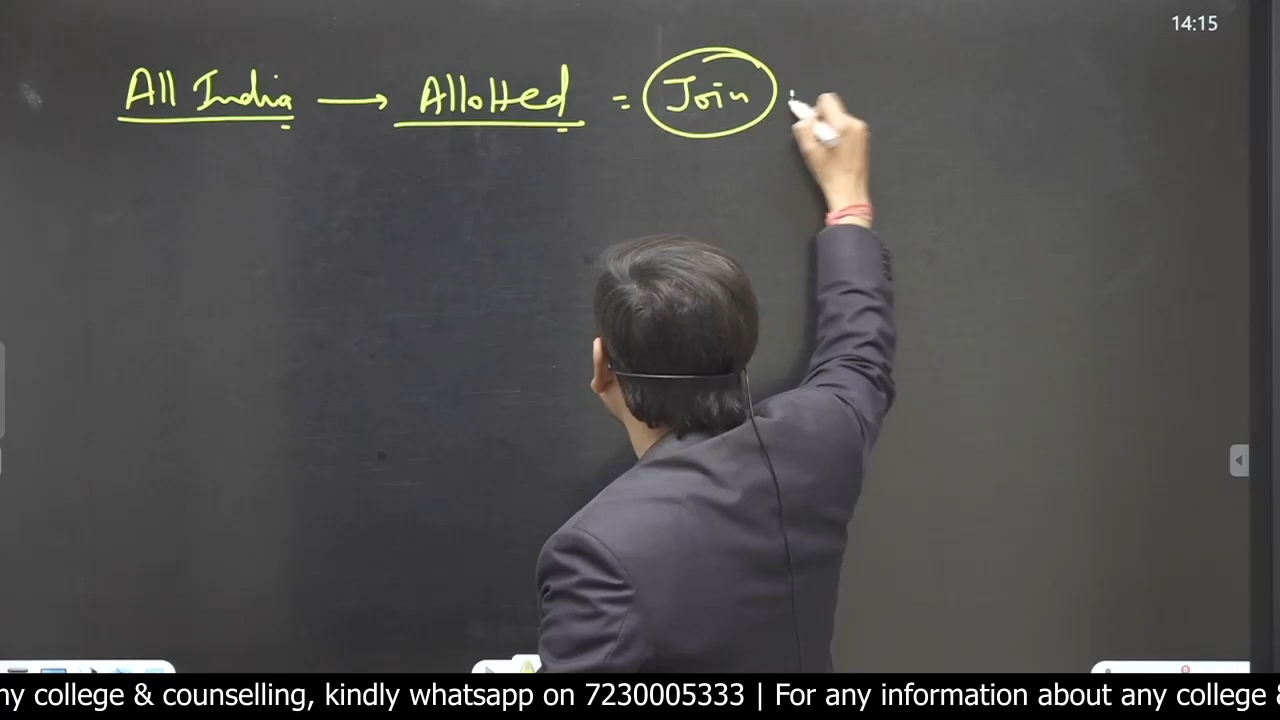 14:15
All India → Allotted = Join
ny college & counselling, kindly whatsapp on 7230005333 | For any information about any college &